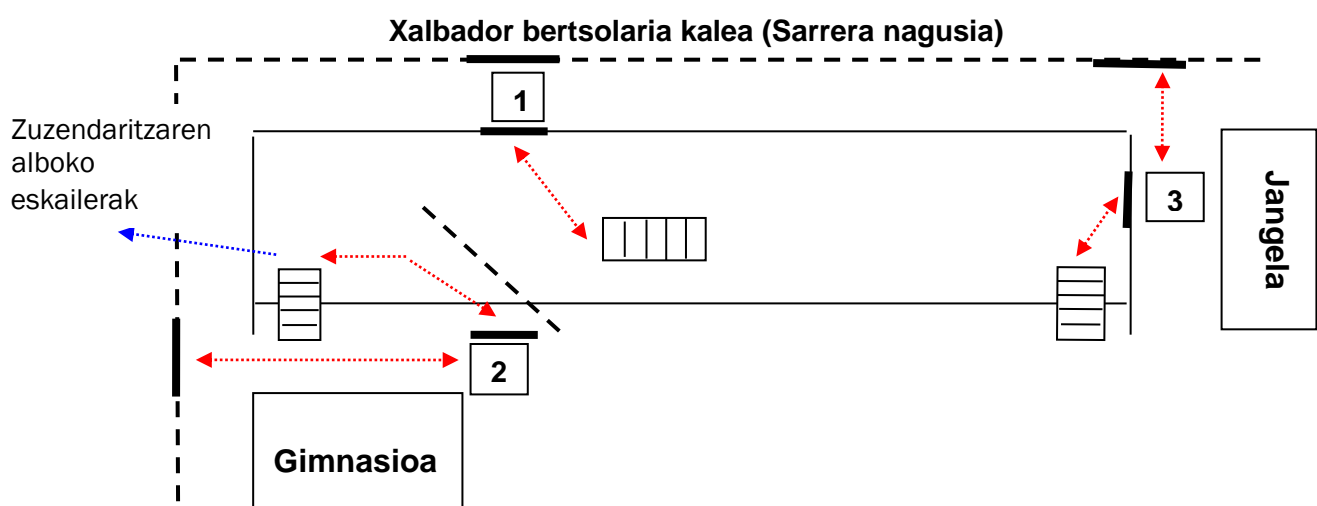 Xalbador bertsolaria kalea (Sarrera nagusia)
1
Zuzendaritzaren
alboko
eskailerak
3
Jangela
2
Gimnasioa